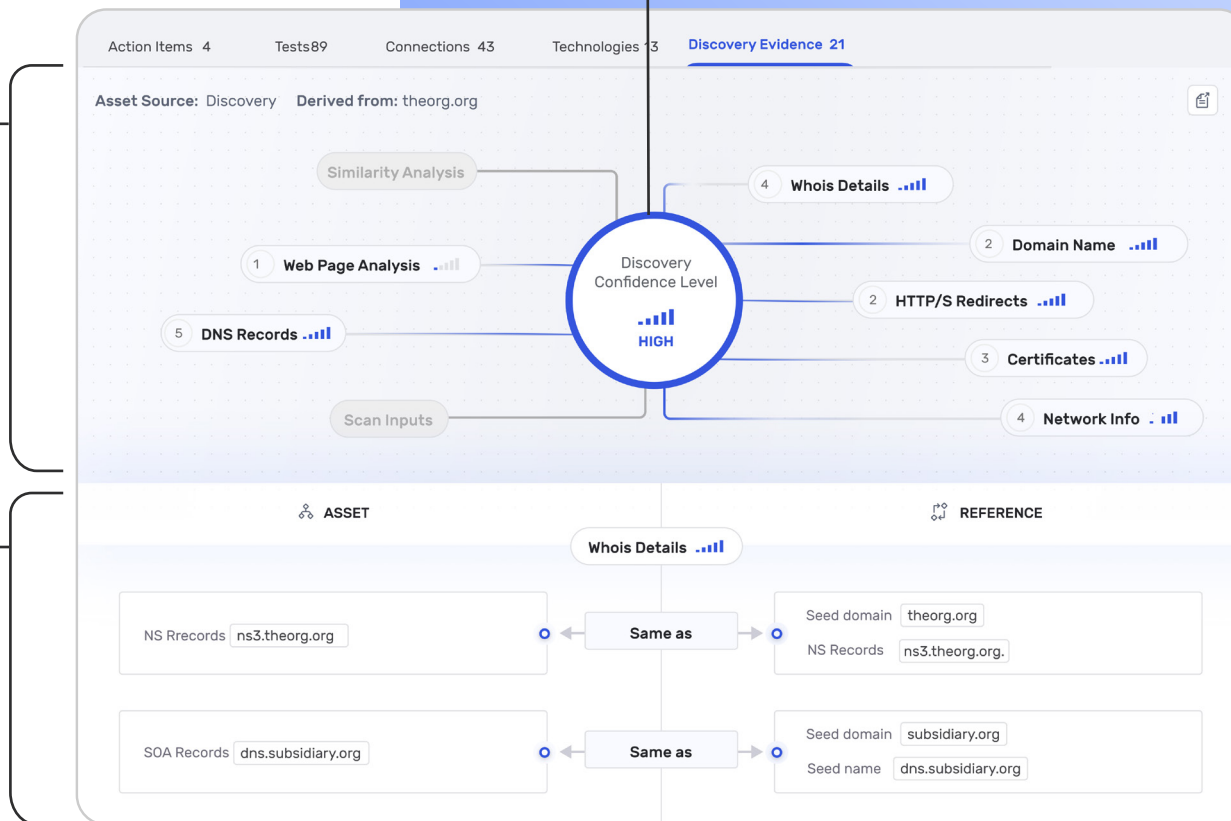 Action Items 4 Tests89 Connections 43 Technologies 13 Discovery Evidence 21
Asset Source: Discovery Derived from: theorg.org
Similarity Analysis
4 Whois Details
2 Domain Name
1 Web Page Analysis
Discovery
Confidence Level
HIGH
2 HTTP/S Redirects
5 DNS Records
3 Certificates
Scan Inputs
4 Network Info
ASSET
REFERENCE
Whois Details
NS Rrecords ns3.theorg.org
Same as
Seed domain theorg.org
NS Records ns3.theorg.org.
SOA Records dns.subsidiary.org
Same as
Seed domain subsidiary.org
Seed name dns.subsidiary.org